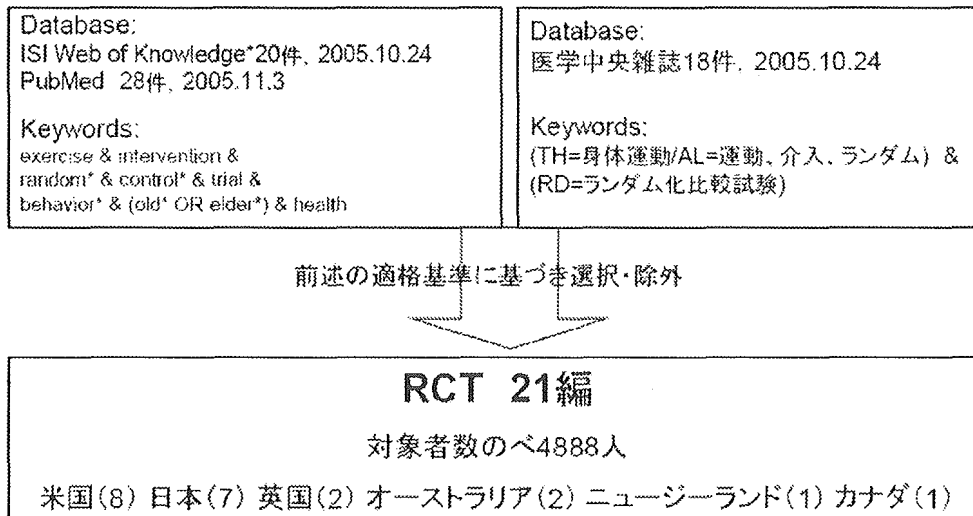 Database:
ISI Web of Knowledge*20件, 2005.10.24
PubMed 28件, 2005.11.3
Keywords:
exercise & intervention &
random* & control* & trial &
behavior* & (old* OR elder*) & health
Database:
医学中央雑誌18件, 2005.10.24
Keywords:
(TH=身体運動/AL=運動、介入、ランダム) &
(RD=ランダム化比較試験)
前述の適格基準に基づき選択・除外
RCT 21編
対象者数のべ4888人
米国(8) 日本(7) 英国(2) オーストラリア(2) ニュージーランド(1) カナダ(1)